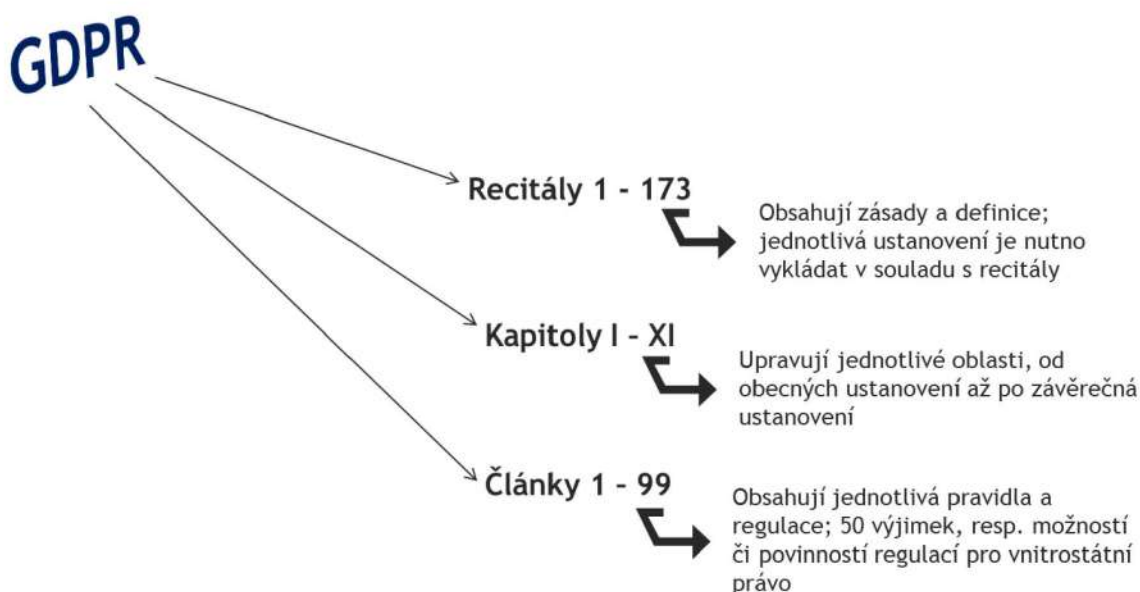 GDPR
Recitály 1 - 173
Obsahují zásady a definice;
jednotlivá ustanovení je nutno
vykládat v souladu s recitály
Kapitoly I - XI
Upravují jednotlivé oblasti, od
obecných ustanovení až po závěrečná
ustanovení
Články 1 - 99
Obsahují jednotlivá pravidla a
regulace; 50 výjimek, resp. možností
či povinností regulací pro vnitrostátní
právo